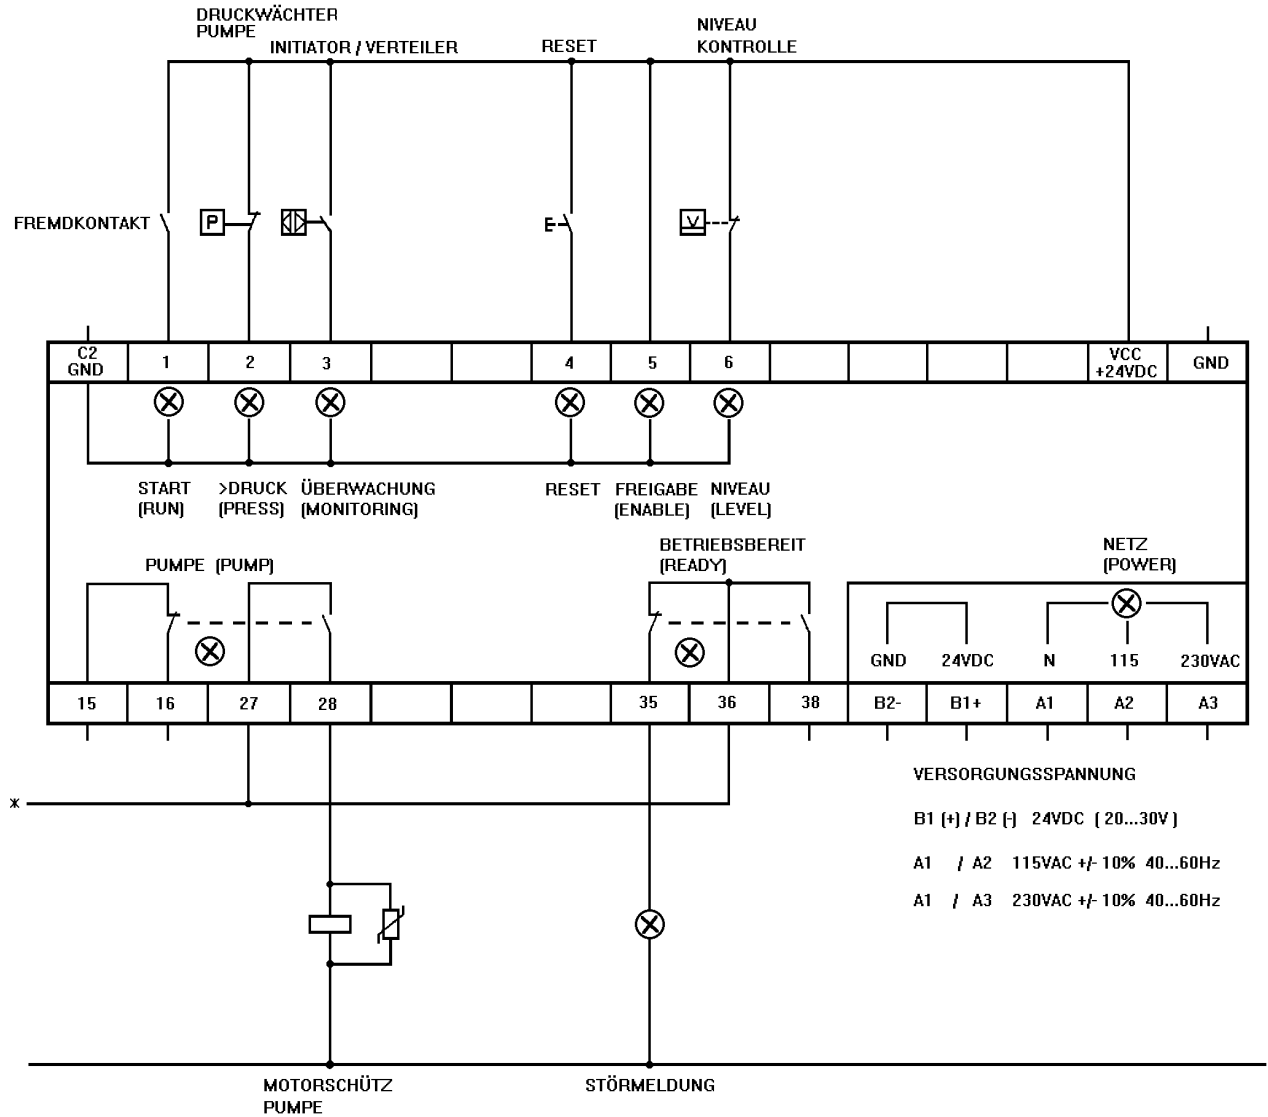 DRUCKWÄCHTER
PUMPE
INITIATOR / VERTEILER
RESET
NIVEAU
KONTROLLE
FREMDKONTAKT
P
E
V
C2
GND
1
2
3
4
5
6
VCC
+24VDC
GND
START
(RUN)
>DRUCK
(PRESS)
ÜBERWACHUNG
(MONITORING)
RESET
FREIGABE
(ENABLE)
NIVEAU
(LEVEL)
PUMPE (PUMP)
BETRIEBSBEREIT
(READY)
NETZ
(POWER)
GND
24VDC
N
115
230VAC
15
16
27
28
35
36
38
B2-
B1+
A1
A2
A3
*
VERSORGUNGSSPANNUNG
B1 (+) / B2 (-) 24VDC ( 20...30V )
A1 / A2 115VAC +/- 10% 40...60Hz
A1 / A3 230VAC +/- 10% 40...60Hz
MOTORSCHÜTZ
PUMPE
STÖRMELDUNG